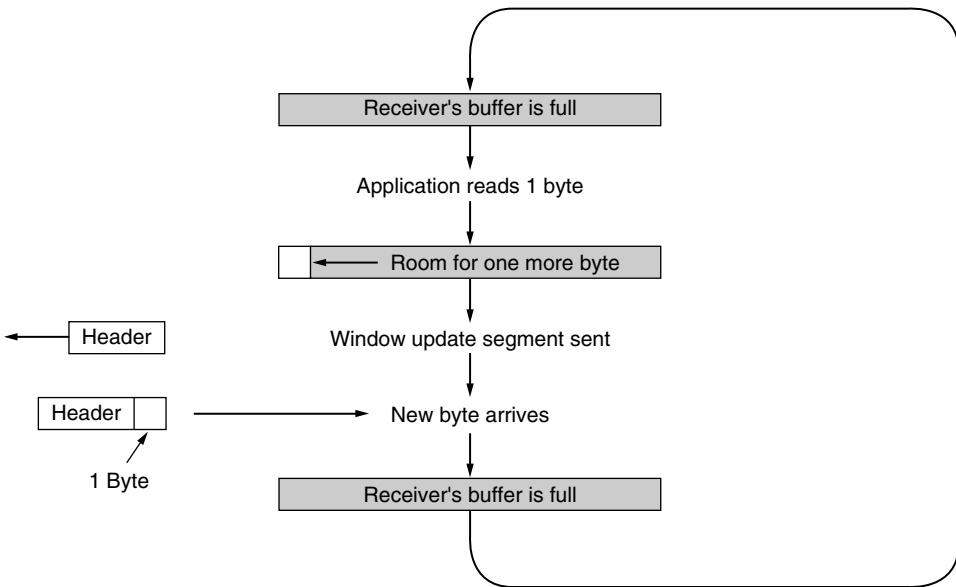 Receiver's buffer is full
Application reads 1 byte
Room for one more byte
Header
Window update segment sent
Header
New byte arrives
1 Byte
Receiver's buffer is full